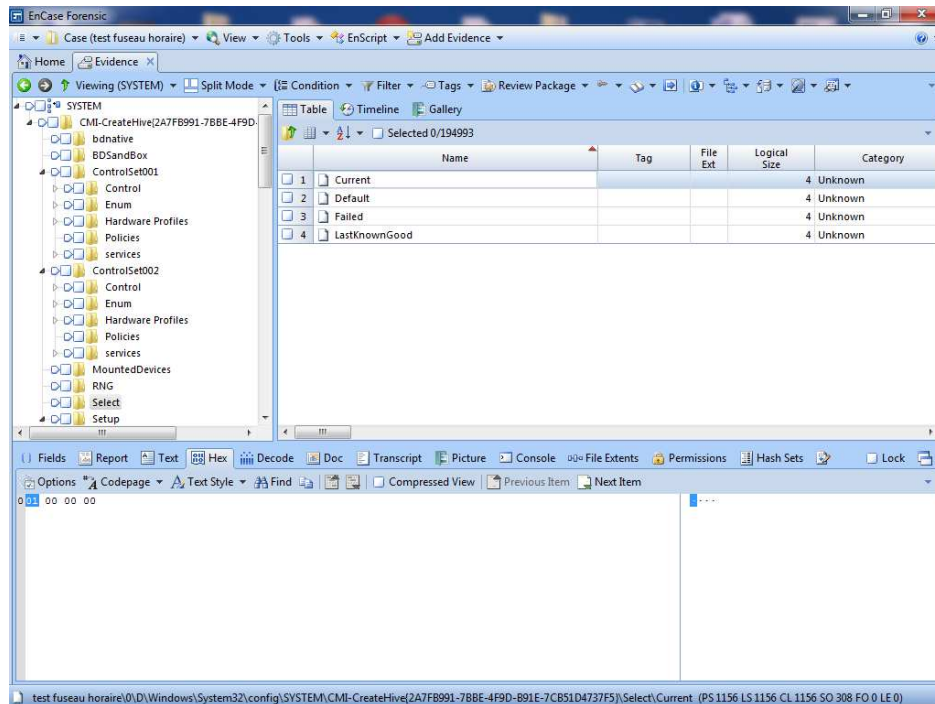 EnCase Forensic
Case (test fuseau horaire) View Tools EnScript Add Evidence
Home Evidence
Viewing (SYSTEM) Split Mode Condition Filter Tags Review Package
SYSTEM
CMI-CreateHive{2A7FB991-7BBE-4F9D-
bdnative
BDSandBox
ControlSet001
Control
Enum
Hardware Profiles
Policies
services
ControlSet002
Control
Enum
Hardware Profiles
Policies
services
MountedDevices
RNG
Select
Setup
Table Timeline Gallery
Selected 0/194993
Name Tag File Ext Logical Size Category
1 Current 4 Unknown
2 Default 4 Unknown
3 Failed 4 Unknown
4 LastKnownGood 4 Unknown
Fields Report Text Hex Decode Doc Transcript Picture Console File Extents Permissions Hash Sets Lock
Options Codepage Text Style Find Compressed View Previous Item Next Item
0 01 00 00 00 ····
test fuseau horaire\0\D\Windows\System32\config\SYSTEM\CMI-CreateHive{2A7FB991-7BBE-4F9D-B91E-7CB51D4737F5}\Select\Current (PS 1156 LS 1156 CL 1156 SO 308 FO 0 LE 0)